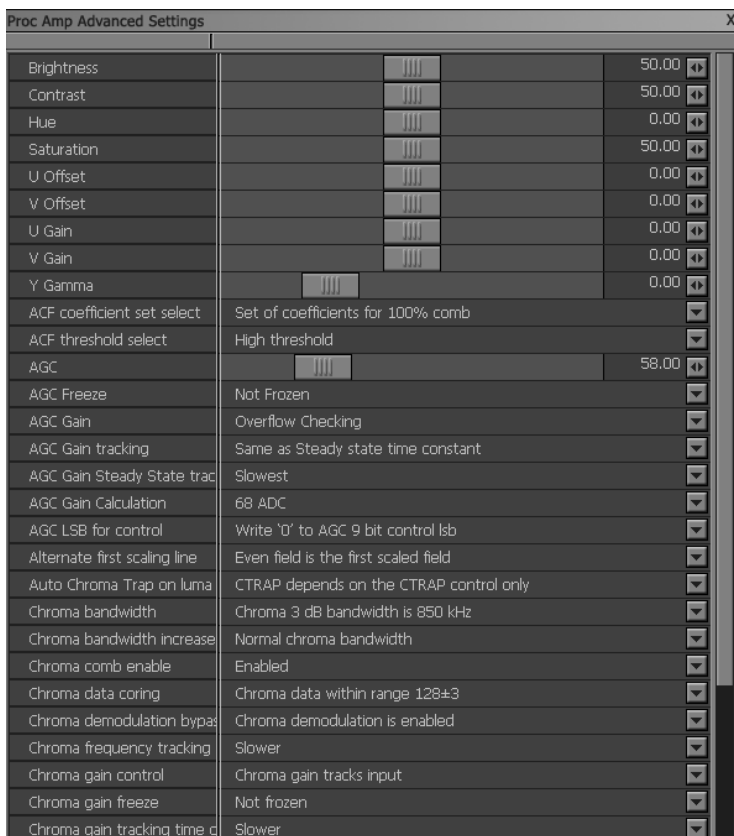 Proc Amp Advanced Settings X
Brightness 50.00
Contrast 50.00
Hue 0.00
Saturation 50.00
U Offset 0.00
V Offset 0.00
U Gain 0.00
V Gain 0.00
Y Gamma 0.00
ACF coefficient set select Set of coefficients for 100% comb
ACF threshold select High threshold
AGC 58.00
AGC Freeze Not Frozen
AGC Gain Overflow Checking
AGC Gain tracking Same as Steady state time constant
AGC Gain Steady State trac Slowest
AGC Gain Calculation 68 ADC
AGC LSB for control Write '0' to AGC 9 bit control lsb
Alternate first scaling line Even field is the first scaled field
Auto Chroma Trap on luma CTRAP depends on the CTRAP control only
Chroma bandwidth Chroma 3 dB bandwidth is 850 kHz
Chroma bandwidth increase Normal chroma bandwidth
Chroma comb enable Enabled
Chroma data coring Chroma data within range 128±3
Chroma demodulation bypas Chroma demodulation is enabled
Chroma frequency tracking Slower
Chroma gain control Chroma gain tracks input
Chroma gain freeze Not frozen
Chroma gain tracking time c Slower